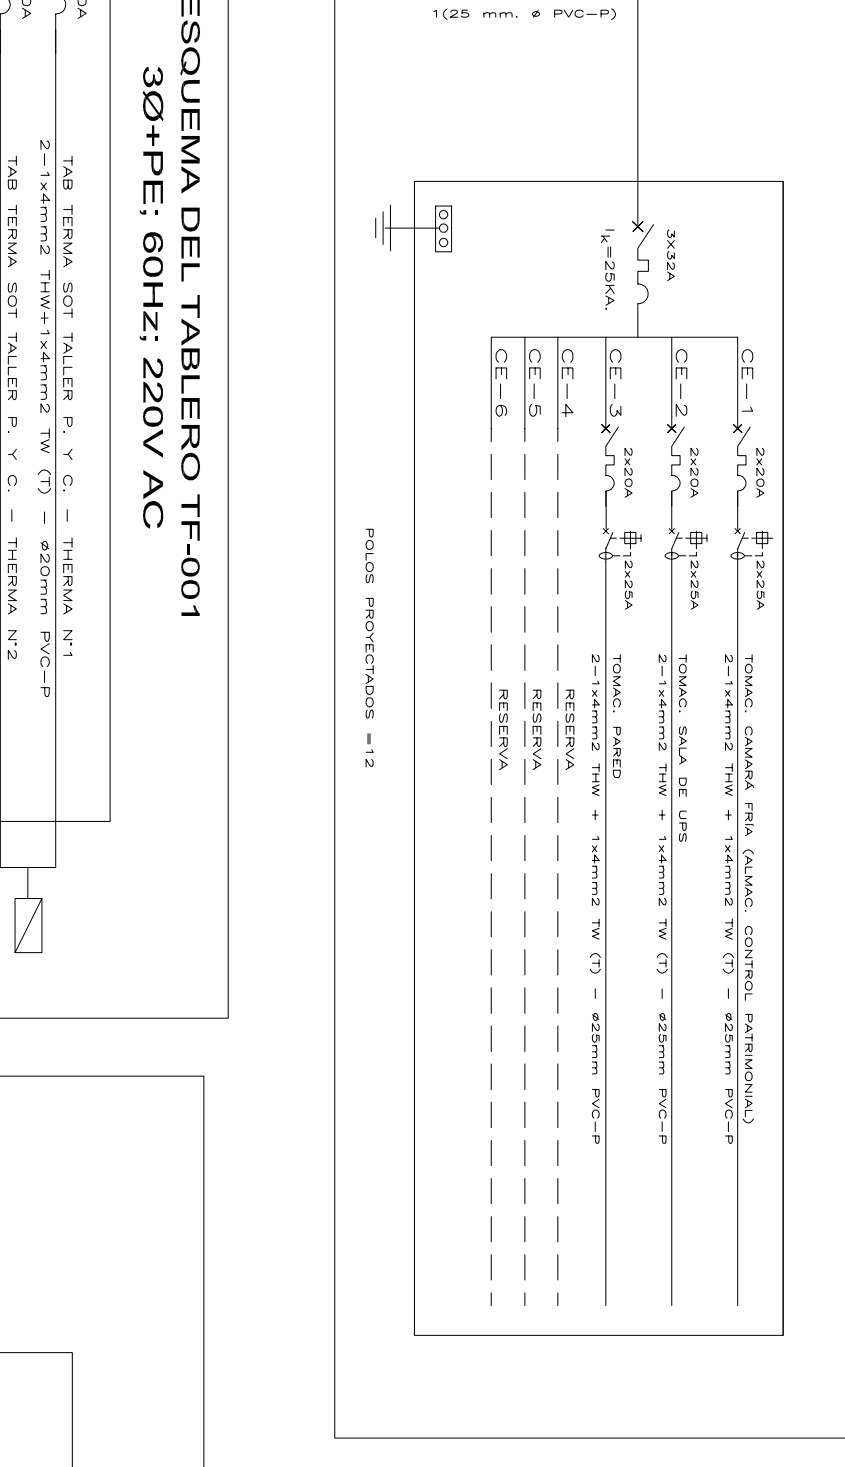 1(25 mm. ø PVC-P)
3X32A
Ik=25KA.
CE-1
2x20A
2x25A
TOMAC. CAMARA FRÍA (ALMAC. CONTROL PATRIMONIAL)
2-1x4mm2 THW + 1x4mm2 TW (T) - ø25mm PVC-P
CE-2
2x20A
2x25A
TOMAC. SALA DE UPS
2-1x4mm2 THW + 1x4mm2 TW (T) - ø25mm PVC-P
CE-3
2x20A
2x25A
TOMAC. PARED
2-1x4mm2 THW + 1x4mm2 TW (T) - ø25mm PVC-P
CE-4
RESERVA
CE-5
RESERVA
CE-6
RESERVA
POLOS PROYECTADOS =12
ESQUEMA DEL TABLERO TF-001
3Ø+PE; 60Hz; 220V AC
TAB TERMA SOT TALLER P. Y C. - THERMA N°1
2-1x4mm2 THW+1x4mm2 TW (T) - ø20mm PVC-P
TAB TERMA SOT TALLER P. Y C. - THERMA N°2